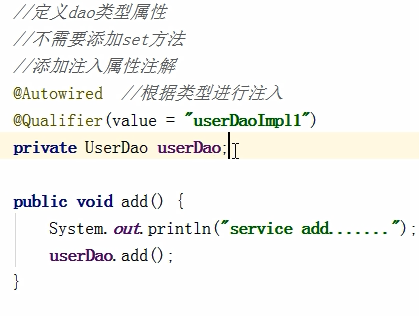 //定义dao类型属性
//不需要添加set方法
//添加注入属性注解
@Autowired  //根据类型进行注入
@Qualifier(value = "userDaoImpl1")
private UserDao userDao;
public void add() {
    System.out.println("service add.......");
    userDao.add();
}